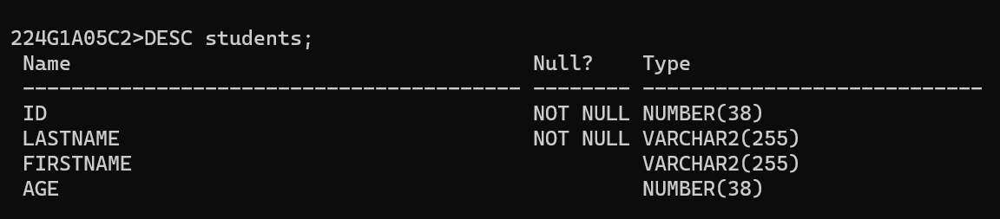 224G1A05C2>DESC students;
 Name                                      Null?    Type
 ----------------------------------------- -------- ----------------------------
 ID                                        NOT NULL NUMBER(38)
 LASTNAME                                  NOT NULL VARCHAR2(255)
 FIRSTNAME                                          VARCHAR2(255)
 AGE                                                NUMBER(38)